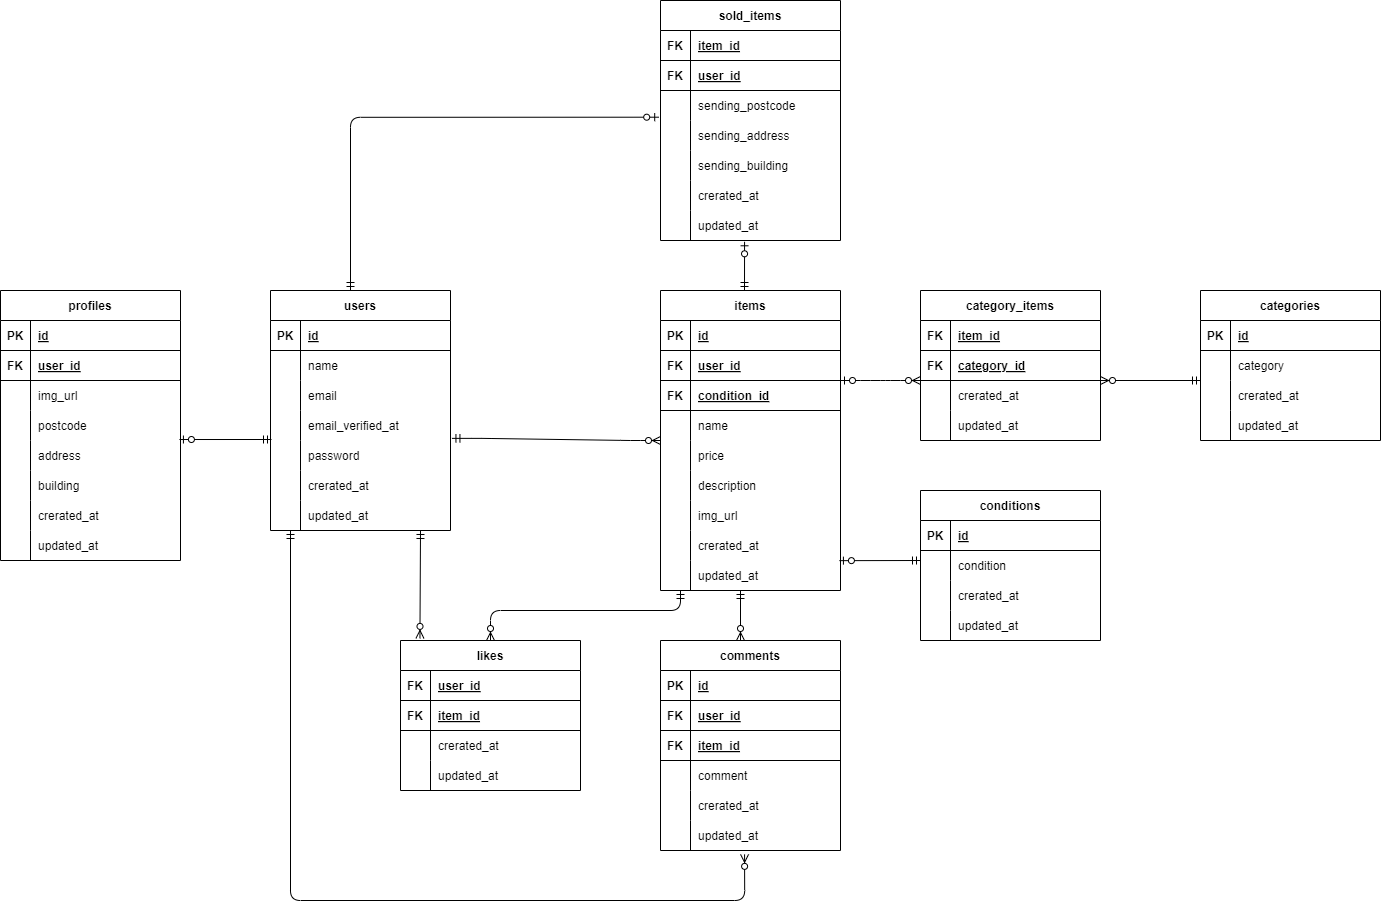 sold_items
FK item_id
FK user_id
sending_postcode
sending_address
sending_building
crerated_at
updated_at
profiles
PK id
FK user_id
img_url
postcode
address
building
crerated_at
updated_at
users
PK id
name
email
email_verified_at
password
crerated_at
updated_at
items
PK id
FK user_id
FK condition_id
name
price
description
img_url
crerated_at
updated_at
category_items
FK item_id
FK category_id
crerated_at
updated_at
categories
PK id
category
crerated_at
updated_at
conditions
PK id
condition
crerated_at
updated_at
likes
FK user_id
FK item_id
crerated_at
updated_at
comments
PK id
FK user_id
FK item_id
comment
crerated_at
updated_at